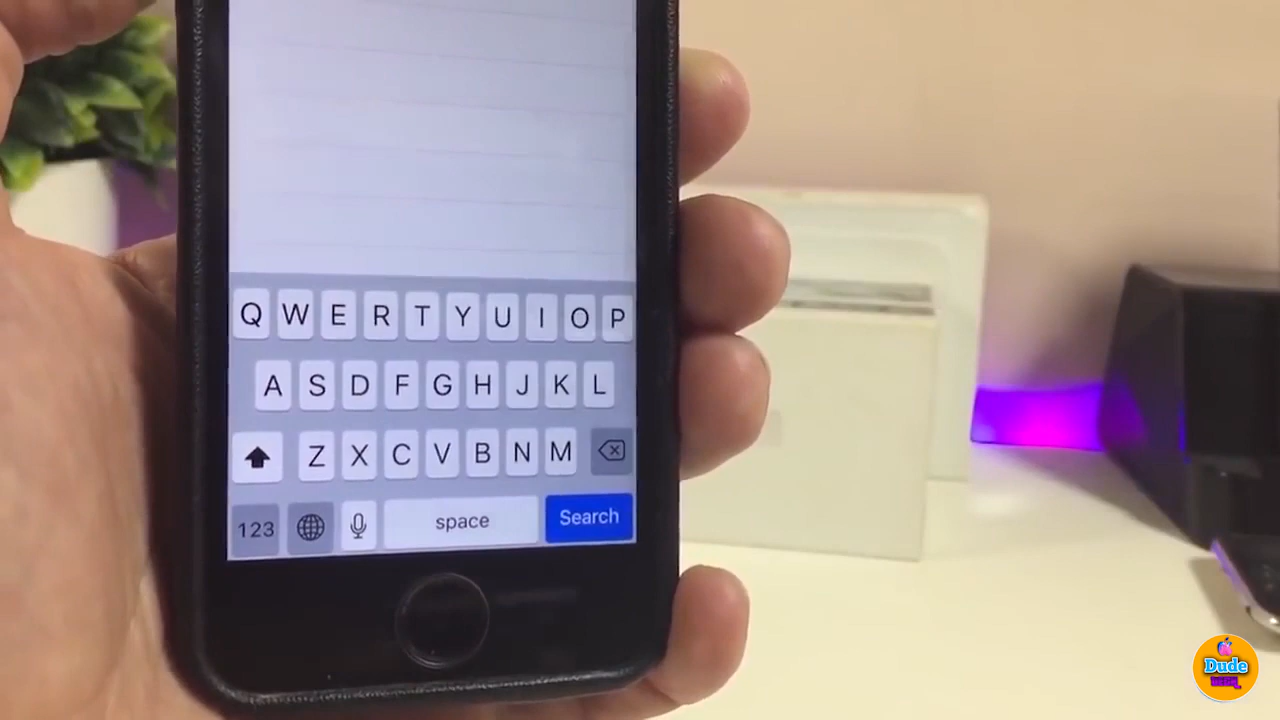 Q W E R T Y U I O P
A S D F G H J K L
Z X C V B N M
123 space Search
Dude